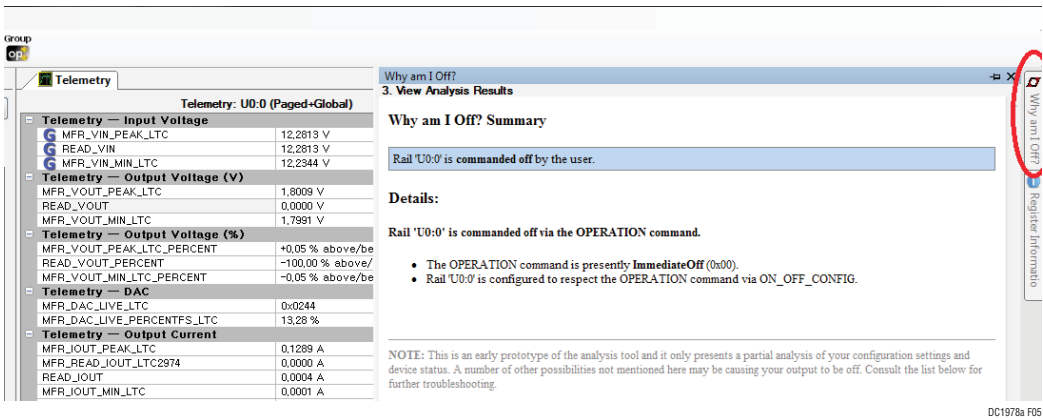 Group
op
Telemetry
Telemetry: U0:0 (Paged+Global)
Telemetry — Input Voltage
G MFR_VIN_PEAK_LTC 12,2813 V
G READ_VIN 12,2813 V
G MFR_VIN_MIN_LTC 12,2344 V
Telemetry — Output Voltage (V)
MFR_VOUT_PEAK_LTC 1,8009 V
READ_VOUT 0,0000 V
MFR_VOUT_MIN_LTC 1,7991 V
Telemetry — Output Voltage (%)
MFR_VOUT_PEAK_LTC_PERCENT +0,05 % above/be
READ_VOUT_PERCENT -100,00 % above/
MFR_VOUT_MIN_LTC_PERCENT -0,05 % above/be
Telemetry — DAC
MFR_DAC_LIVE_LTC 0x0244
MFR_DAC_LIVE_PERCENTFS_LTC 13,28 %
Telemetry — Output Current
MFR_IOUT_PEAK_LTC 0,1289 A
MFR_READ_IOUT_LTC2974 0,0000 A
READ_IOUT 0,0004 A
MFR_IOUT_MIN_LTC 0,0001 A
Why am I Off?
3. View Analysis Results
Why am I Off? Summary
Rail 'U0:0' is commanded off by the user.
Details:
Rail 'U0:0' is commanded off via the OPERATION command.
• The OPERATION command is presently ImmediateOff (0x00).
• Rail 'U0:0' is configured to respect the OPERATION command via ON_OFF_CONFIG.
NOTE: This is an early prototype of the analysis tool and it only presents a partial analysis of your configuration settings and
device status. A number of other possibilities not mentioned here may be causing your output to be off. Consult the list below for
further troubleshooting.
Why am I Off?
Register Informatio
DC1978a F05